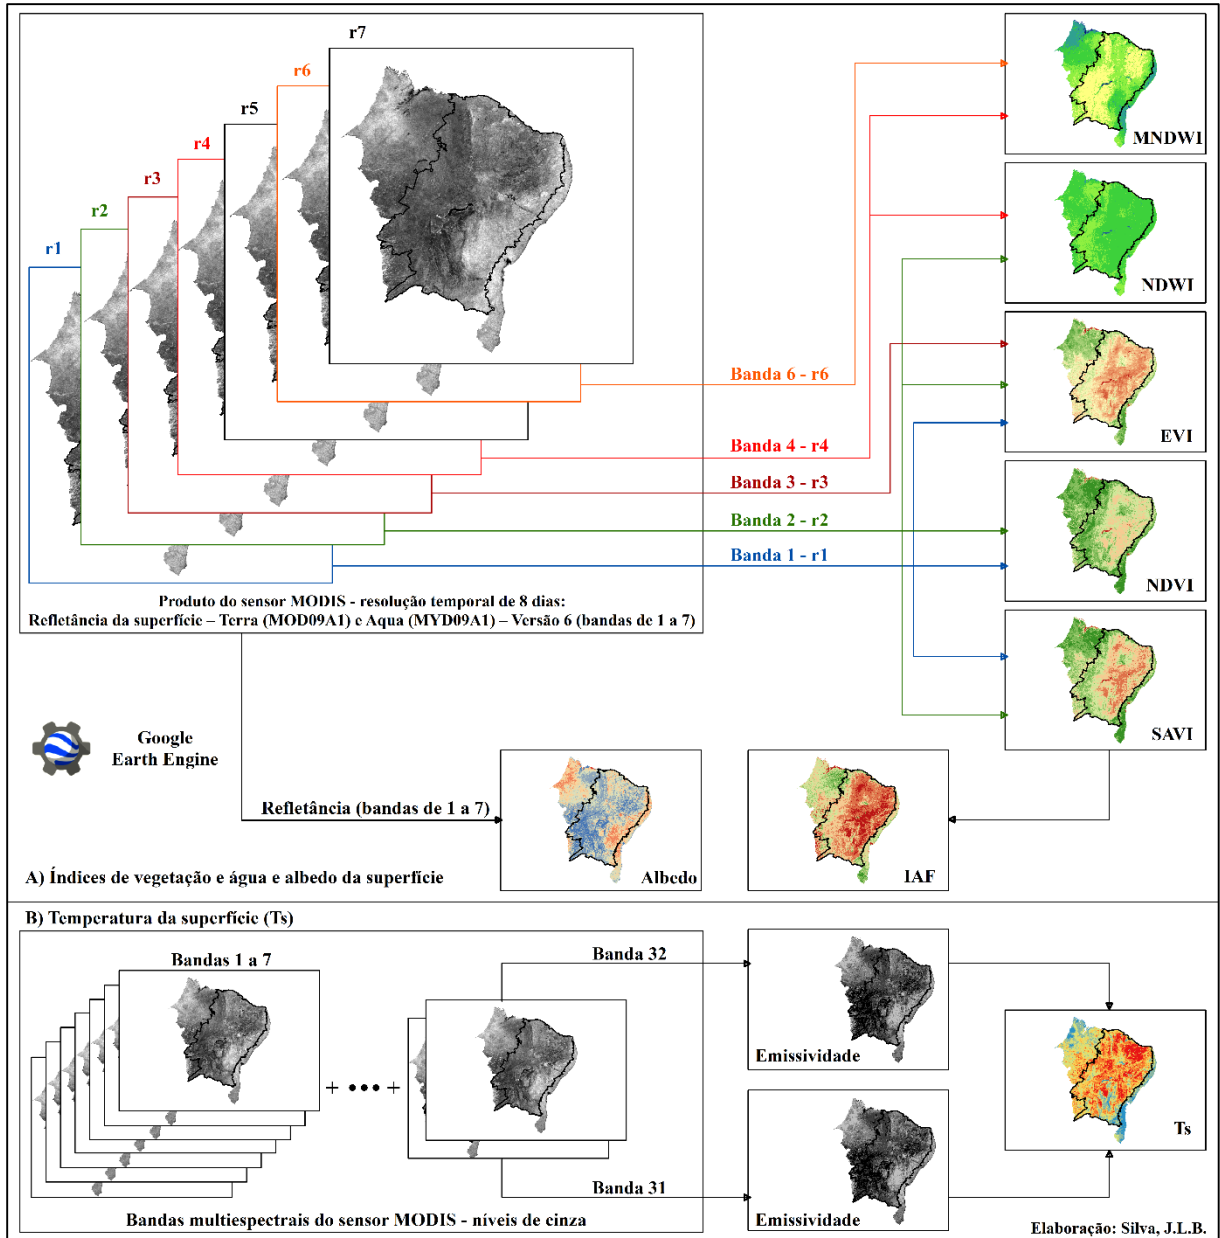 r7
r6
r5
r4
r3
r2
r1
MNDWI
NDWI
EVI
NDVI
SAVI
Banda 6 - r6
Banda 4 - r4
Banda 3 - r3
Banda 2 - r2
Banda 1 - r1
Produto do sensor MODIS - resolução temporal de 8 dias:
Refletância da superfície – Terra (MOD09A1) e Aqua (MYD09A1) – Versão 6 (bandas de 1 a 7)
Google
Earth Engine
Refletância (bandas de 1 a 7)
Albedo
IAF
A) Índices de vegetação e água e albedo da superfície
B) Temperatura da superfície (Ts)
Bandas 1 a 7
+ ●●● +
Banda 32
Emissividade
Ts
Banda 31
Emissividade
Bandas multiespectrais do sensor MODIS - níveis de cinza
Elaboração: Silva, J.L.B.